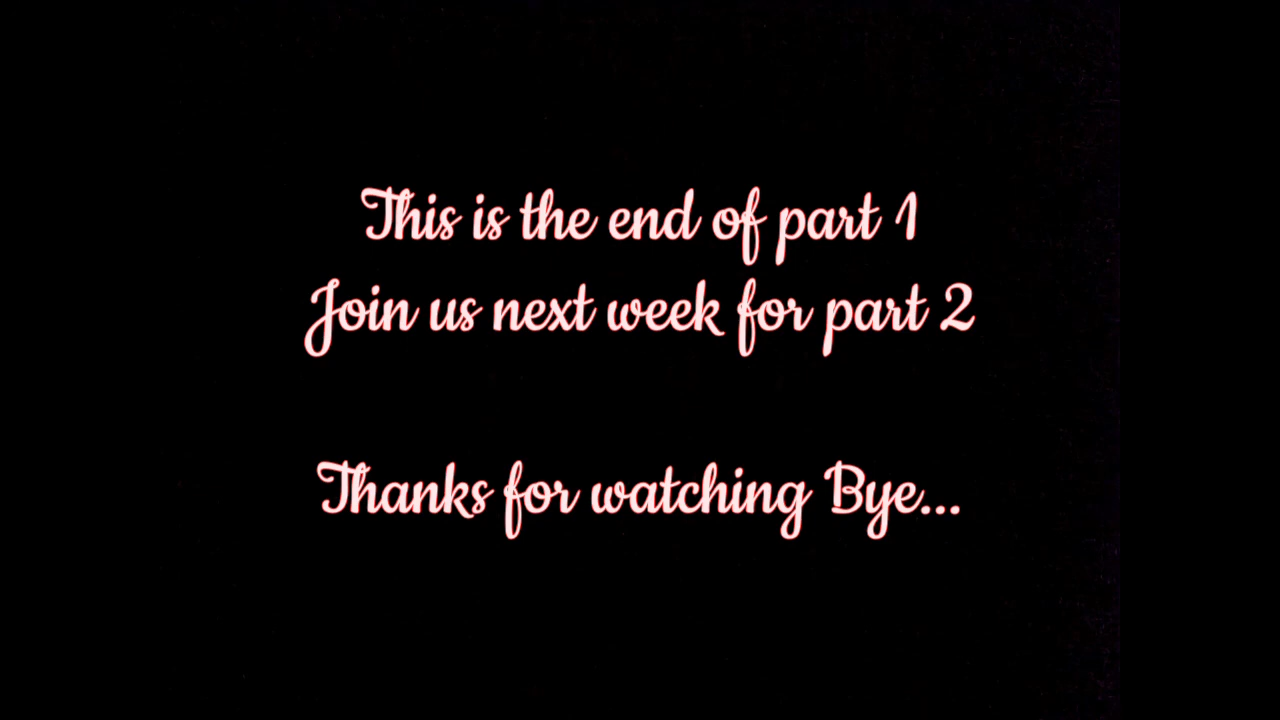 This is the end of part 1
Join us next week for part 2
Thanks for watching Bye...